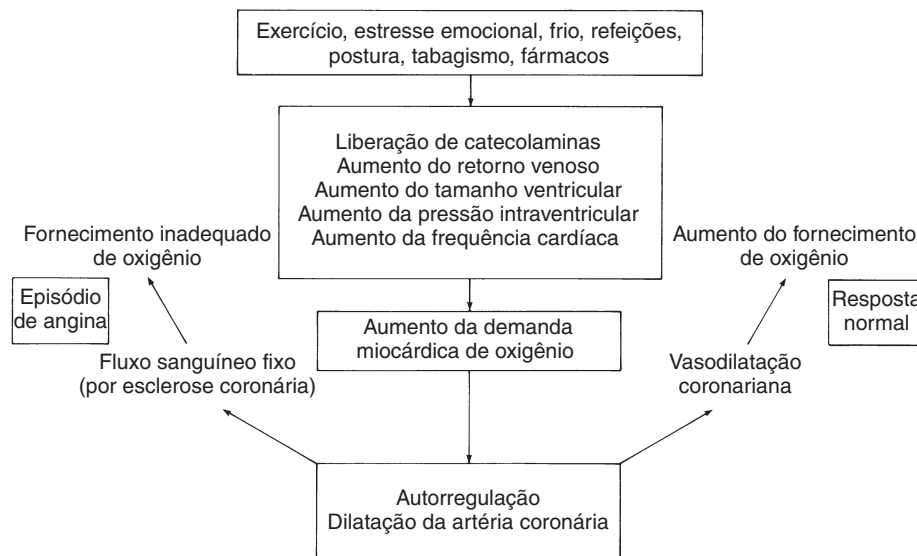 Exercício, estresse emocional, frio, refeições,
postura, tabagismo, fármacos
Liberação de catecolaminas
Aumento do retorno venoso
Aumento do tamanho ventricular
Aumento da pressão intraventricular
Aumento da frequência cardíaca
Fornecimento inadequado
de oxigênio
Aumento do fornecimento
de oxigênio
Episódio
de angina
Resposta
normal
Aumento da demanda
miocárdica de oxigênio
Fluxo sanguíneo fixo
(por esclerose coronária)
Vasodilatação
coronariana
Autorregulação
Dilatação da artéria coronária